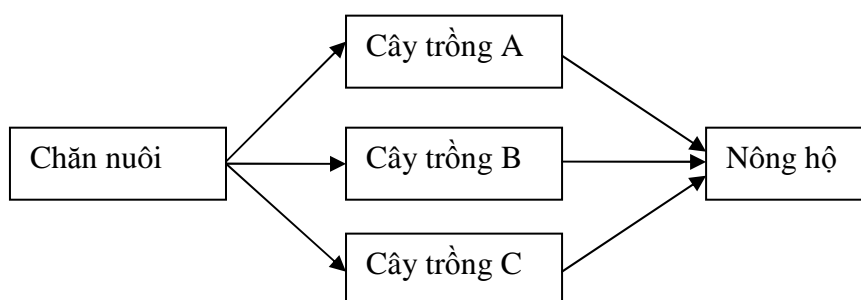 Cây trồng A
Chăn nuôi
Cây trồng B
Nông hộ
Cây trồng C